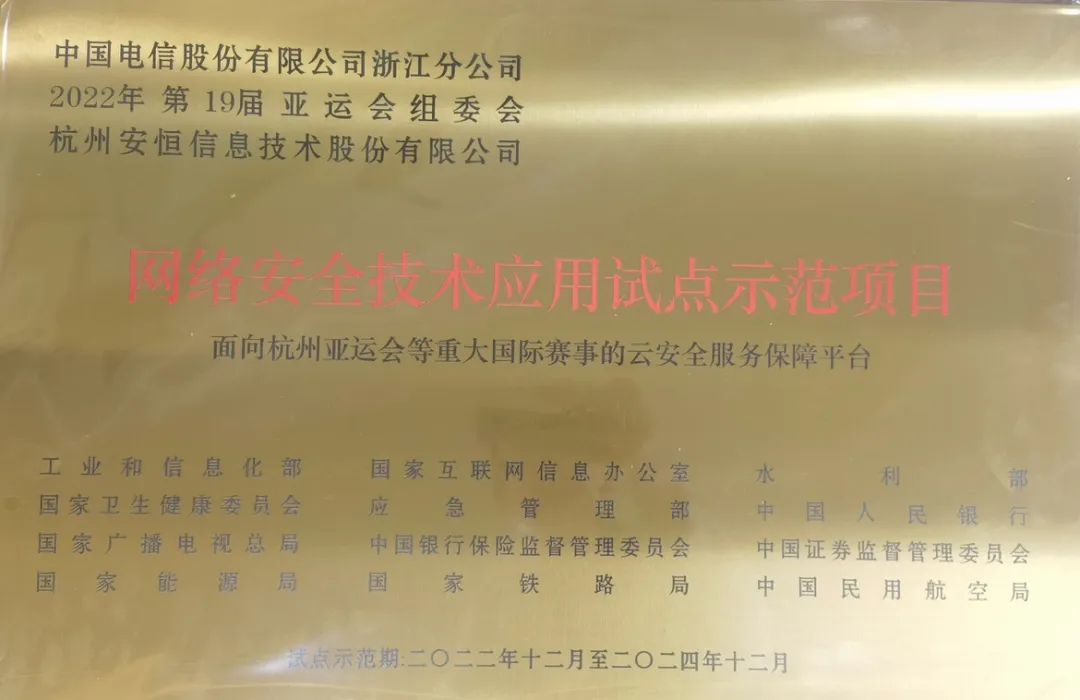 中国电信股份有限公司浙江分公司
2022年 第 19届 亚运会组委会
杭州安恒信息技术股份有限公司
网络安全技术应用试点示范项目
面向杭州亚运会等重大国际赛事的云安全服务保障平台
工业和信息化部 国家互联网信息办公室 水利部
国家卫生健康委员会 应急管理部 中国人民银行
国家广播电视总局 中国银行保险监督管理委员会 中国证券监督管理委员会
国家能源局 国家铁路局 中国民用航空局
试点示范期:二〇二二年十二月至二〇二四年十二月